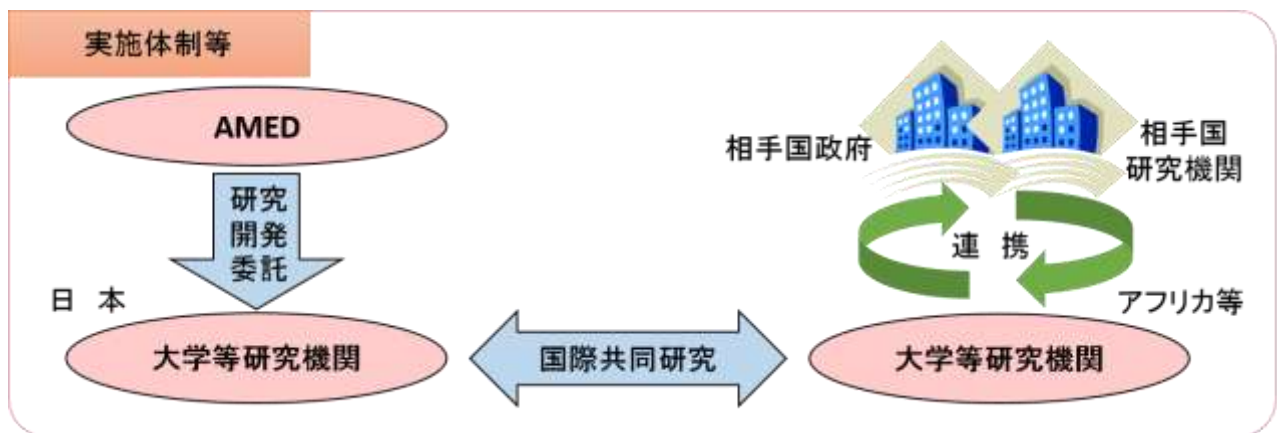 実施体制等
AMED
研究
開発
委託
日 本
大学等研究機関
国際共同研究
相手国政府
相手国
研究機関
連 携
アフリカ等
大学等研究機関